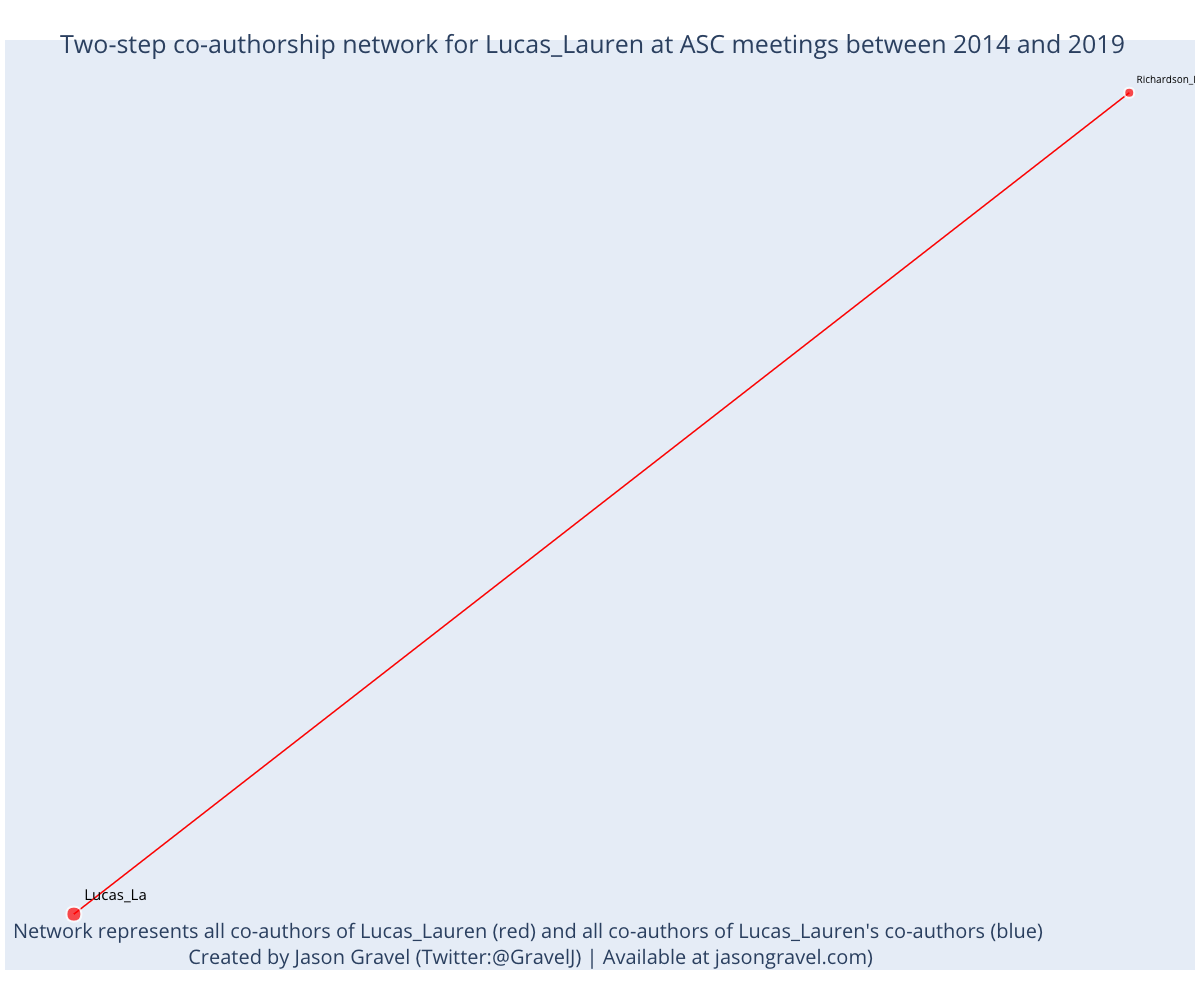 Two-step co-authorship network for Lucas_Lauren at ASC meetings between 2014 and 2019
Richardson_
Lucas_La
Network represents all co-authors of Lucas_Lauren (red) and all co-authors of Lucas_Lauren's co-authors (blue)
Created by Jason Gravel (Twitter:@GravelJ) | Available at jasongravel.com)